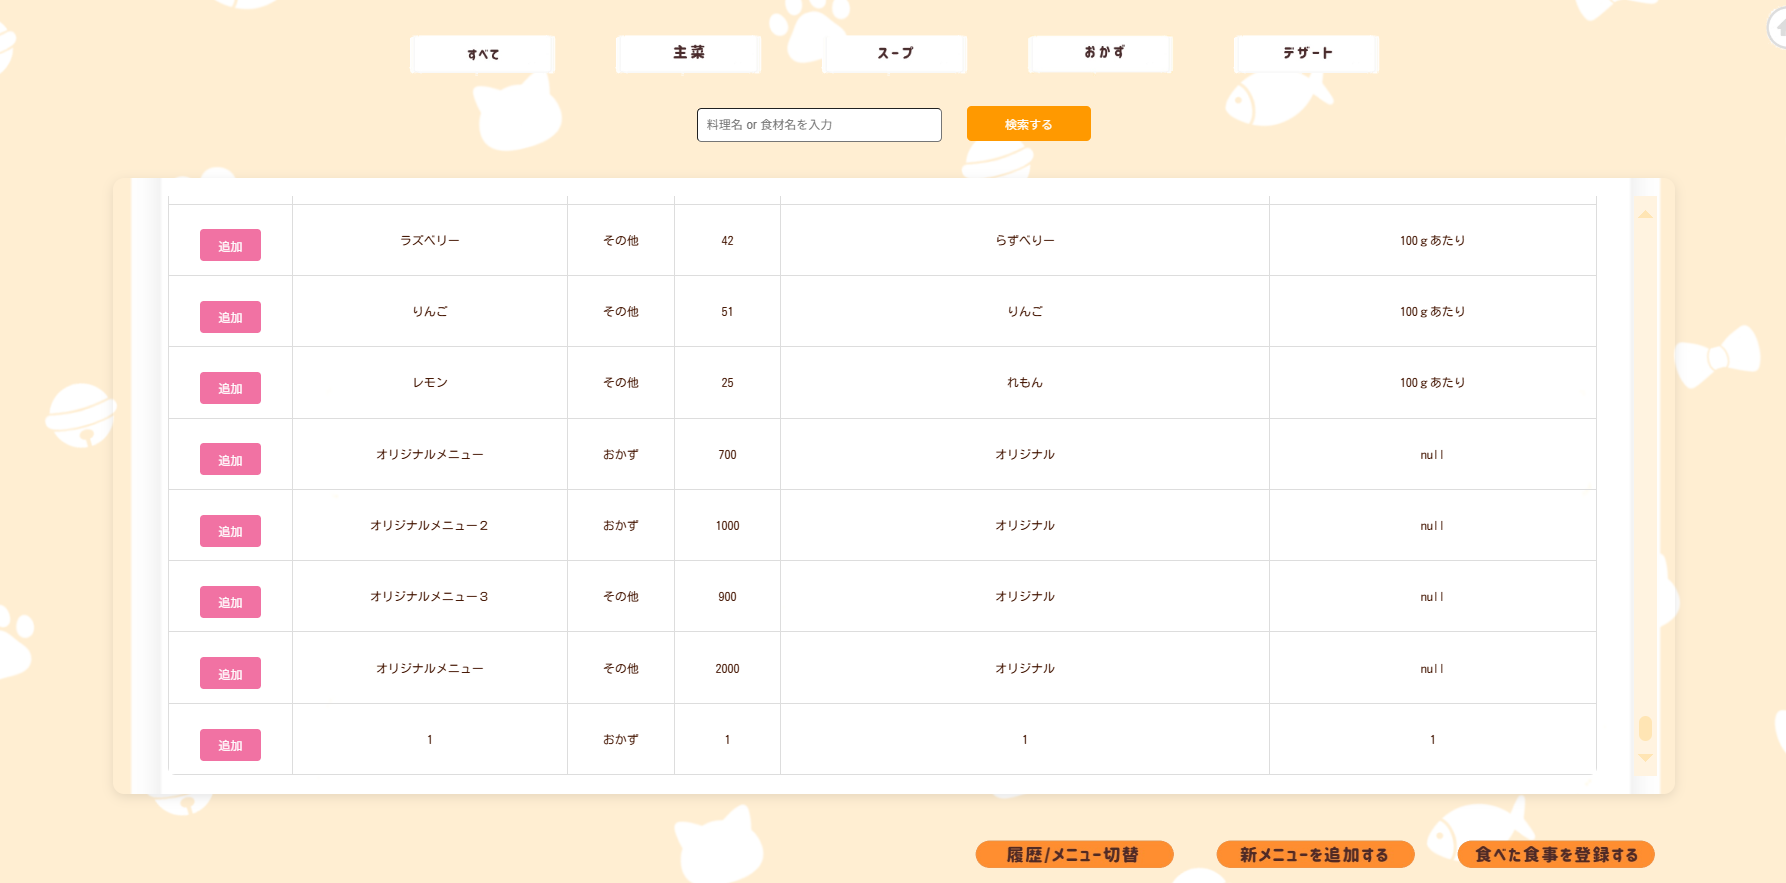 すべて 主菜 スープ おかず デザート
料理名 or 食材名を入力 検索する
追加 ラズベリー その他 42 らずべりー 100ｇあたり
追加 りんご その他 51 りんご 100ｇあたり
追加 レモン その他 25 れもん 100ｇあたり
追加 オリジナルメニュー おかず 700 オリジナル null
追加 オリジナルメニュー２ おかず 1000 オリジナル null
追加 オリジナルメニュー３ その他 900 オリジナル null
追加 オリジナルメニュー その他 2000 オリジナル null
追加 1 おかず 1 1 1
履歴/メニュー切替 新メニューを追加する 食べた食事を登録する